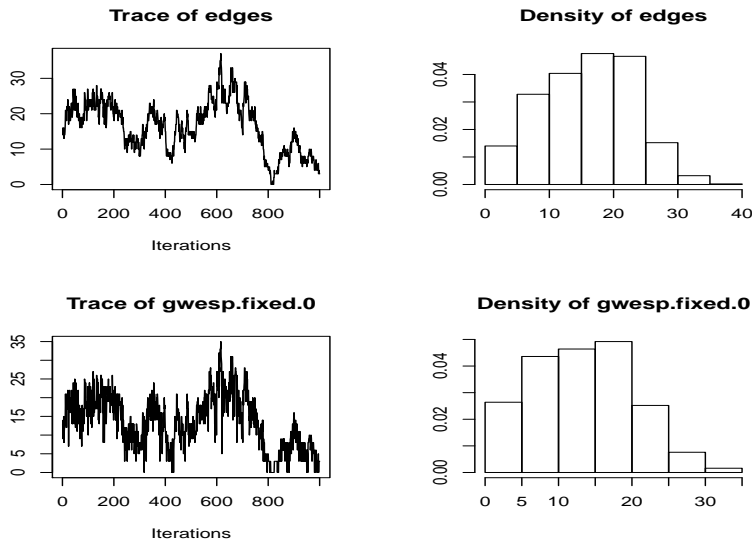 Trace of edges
30
20
10
0
0 200 400 600 800
Iterations
Density of edges
0.04
0.02
0.00
0 10 20 30 40
Trace of gwesp.fixed.0
35
25
15
5
0
0 200 400 600 800
Iterations
Density of gwesp.fixed.0
0.04
0.02
0.00
0 5 10 20 30